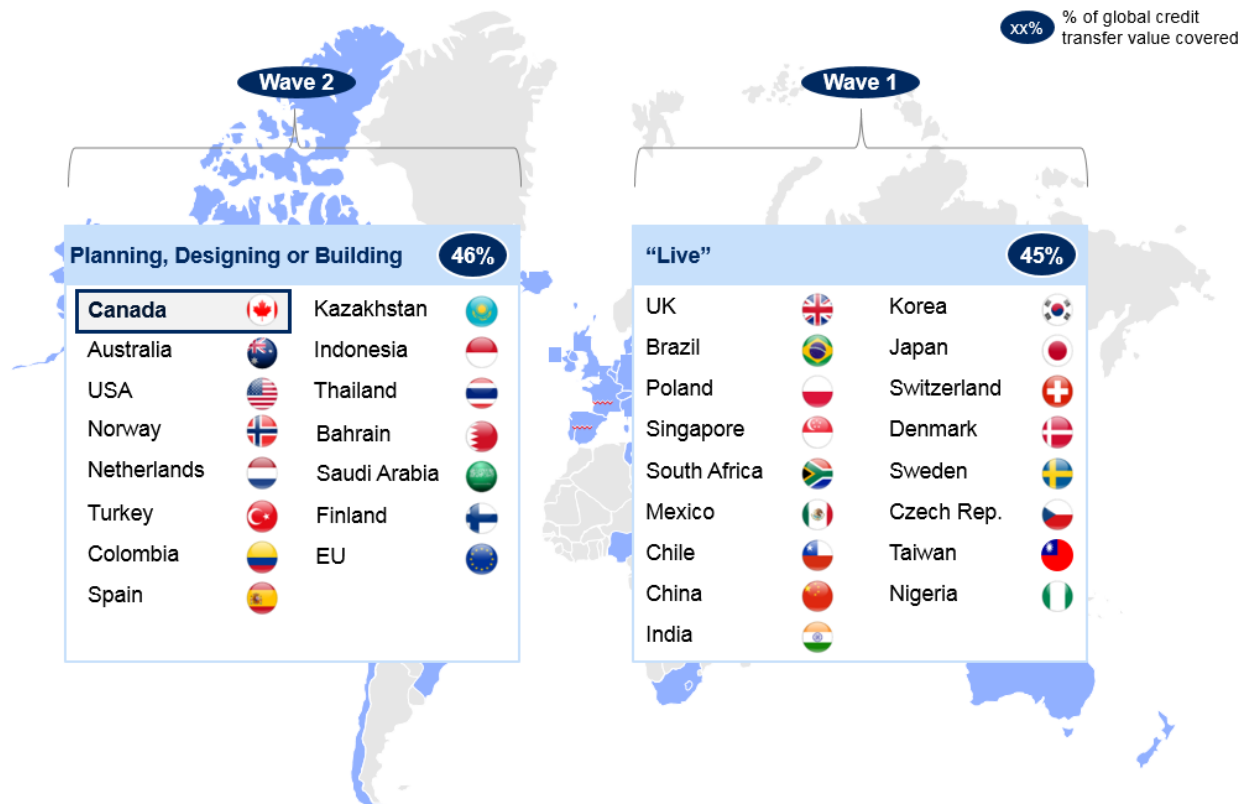 xx%
% of global credit
transfer value covered
Wave 2
Wave 1
Planning, Designing or Building
46%
Canada
Australia
USA
Norway
Netherlands
Turkey
Colombia
Spain
Kazakhstan
Indonesia
Thailand
Bahrain
Saudi Arabia
Finland
EU
“Live”
45%
UK
Brazil
Poland
Singapore
South Africa
Mexico
Chile
China
India
Korea
Japan
Switzerland
Denmark
Sweden
Czech Rep.
Taiwan
Nigeria